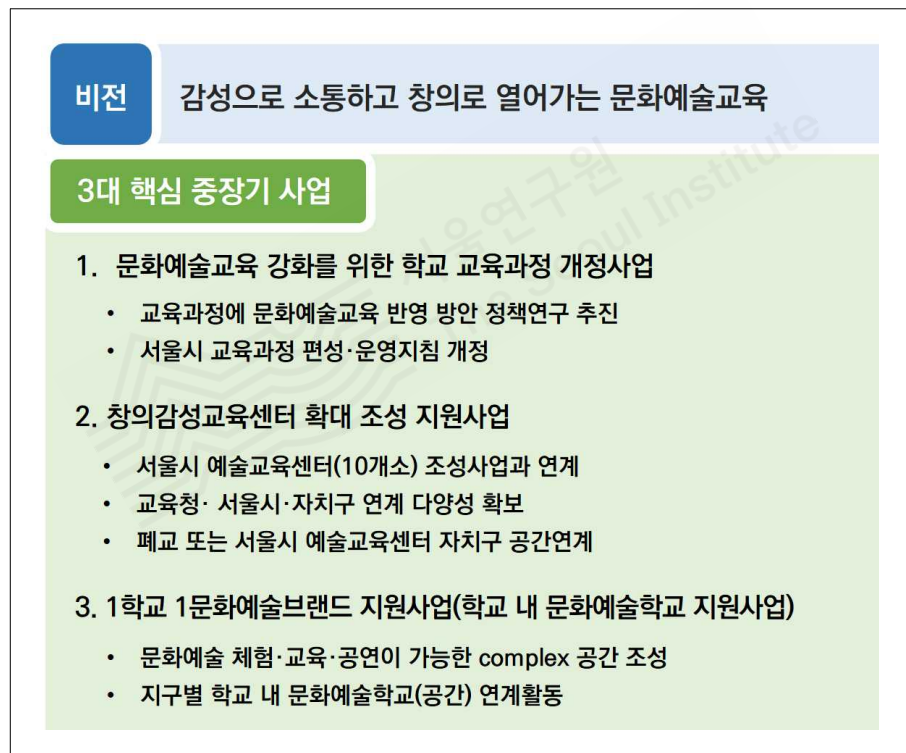 비전
감성으로 소통하고 창의로 열어가는 문화예술교육
3대 핵심 중장기 사업
1. 문화예술교육 강화를 위한 학교 교육과정 개정사업
• 교육과정에 문화예술교육 반영 방안 정책연구 추진
• 서울시 교육과정 편성·운영지침 개정
2. 창의감성교육센터 확대 조성 지원사업
• 서울시 예술교육센터(10개소) 조성사업과 연계
• 교육청· 서울시·자치구 연계 다양성 확보
• 폐교 또는 서울시 예술교육센터 자치구 공간연계
3. 1학교 1문화예술브랜드 지원사업(학교 내 문화예술학교 지원사업)
• 문화예술 체험·교육·공연이 가능한 complex 공간 조성
• 지구별 학교 내 문화예술학교(공간) 연계활동
서울연구원
The Seoul Institute